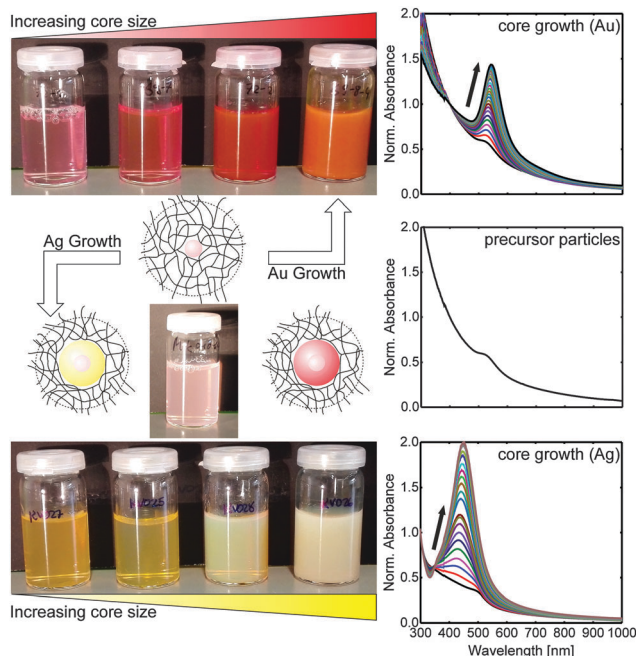 Increasing core size
Ag Growth
Au Growth
KV027
KV025
Increasing core size
core growth (Au)
Norm. Absorbance
2.0
1.5
1.0
0.5
0.0
precursor particles
Norm. Absorbance
2.0
1.5
1.0
0.5
0.0
core growth (Ag)
Norm. Absorbance
2.0
1.5
1.0
0.5
0.0
300 400 500 600 700 800 900 1000
Wavelength [nm]